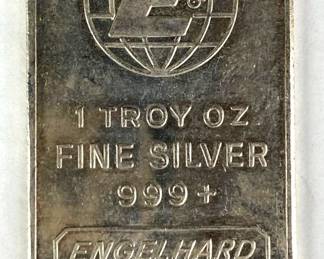 E
1 TROY OZ
FINE SILVER
999+
ENGELHARD